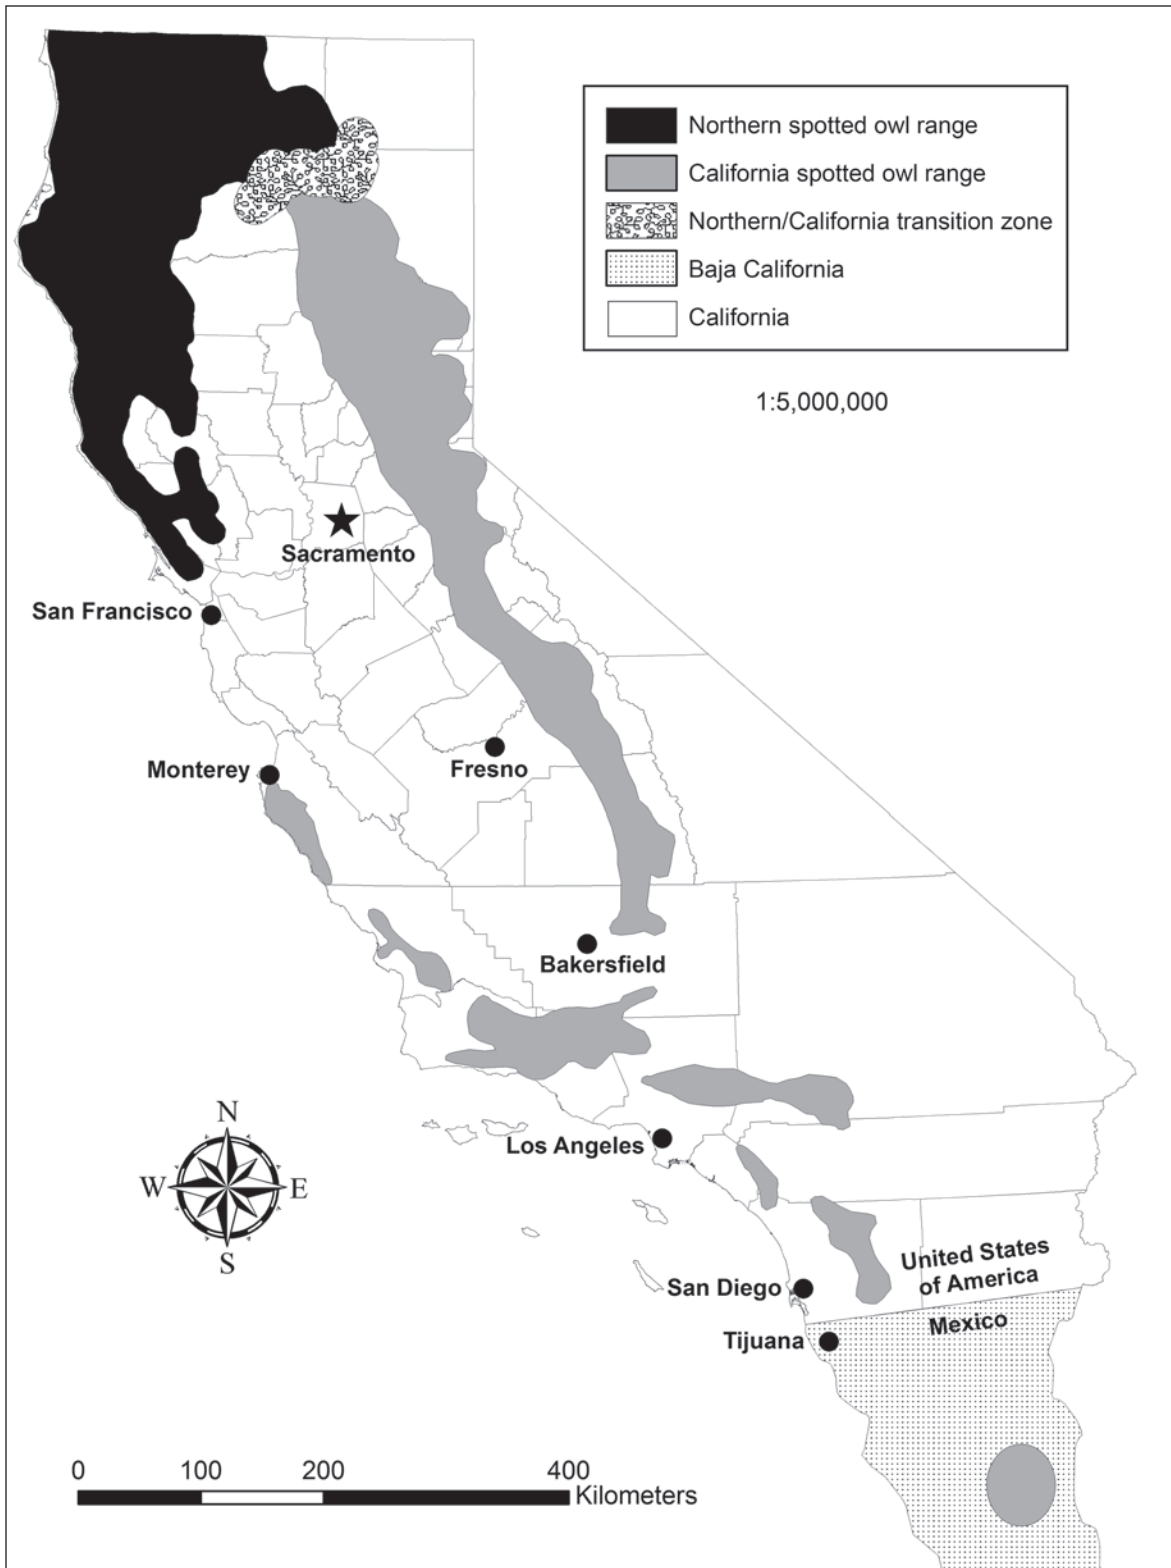 Northern spotted owl range
California spotted owl range
Northern/California transition zone
Baja California
California
1:5,000,000
Sacramento
San Francisco
Monterey
Fresno
Bakersfield
N
W
E
S
Los Angeles
San Diego
United States
of America
Mexico
Tijuana
0
100
200
400
Kilometers